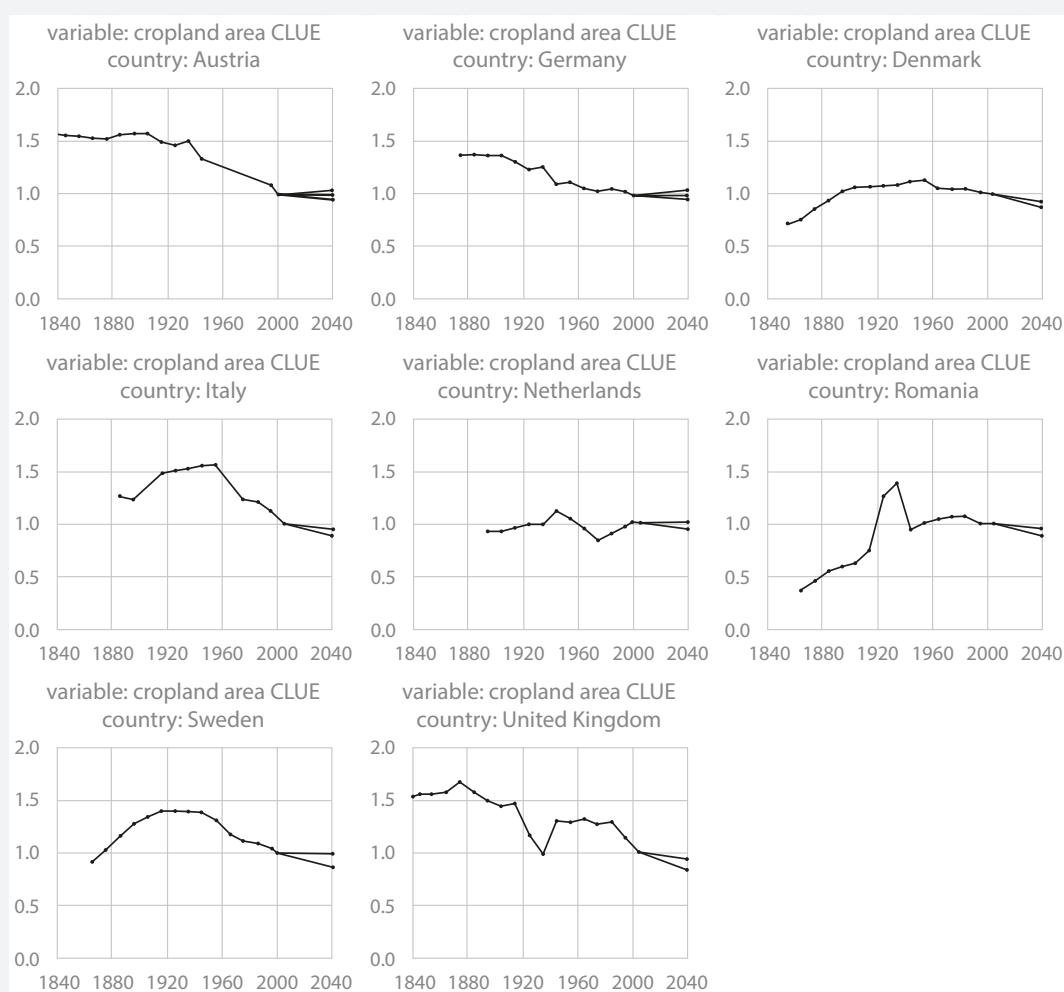 variable: cropland area CLUE
country: Austria
2.0
1.5
1.0
0.5
0.0
1840 1880 1920 1960 2000 2040
variable: cropland area CLUE
country: Germany
2.0
1.5
1.0
0.5
0.0
1840 1880 1920 1960 2000 2040
variable: cropland area CLUE
country: Denmark
2.0
1.5
1.0
0.5
0.0
1840 1880 1920 1960 2000 2040
variable: cropland area CLUE
country: Italy
2.0
1.5
1.0
0.5
0.0
1840 1880 1920 1960 2000 2040
variable: cropland area CLUE
country: Netherlands
2.0
1.5
1.0
0.5
0.0
1840 1880 1920 1960 2000 2040
variable: cropland area CLUE
country: Romania
2.0
1.5
1.0
0.5
0.0
1840 1880 1920 1960 2000 2040
variable: cropland area CLUE
country: Sweden
2.0
1.5
1.0
0.5
0.0
1840 1880 1920 1960 2000 2040
variable: cropland area CLUE
country: United Kingdom
2.0
1.5
1.0
0.5
0.0
1840 1880 1920 1960 2000 2040